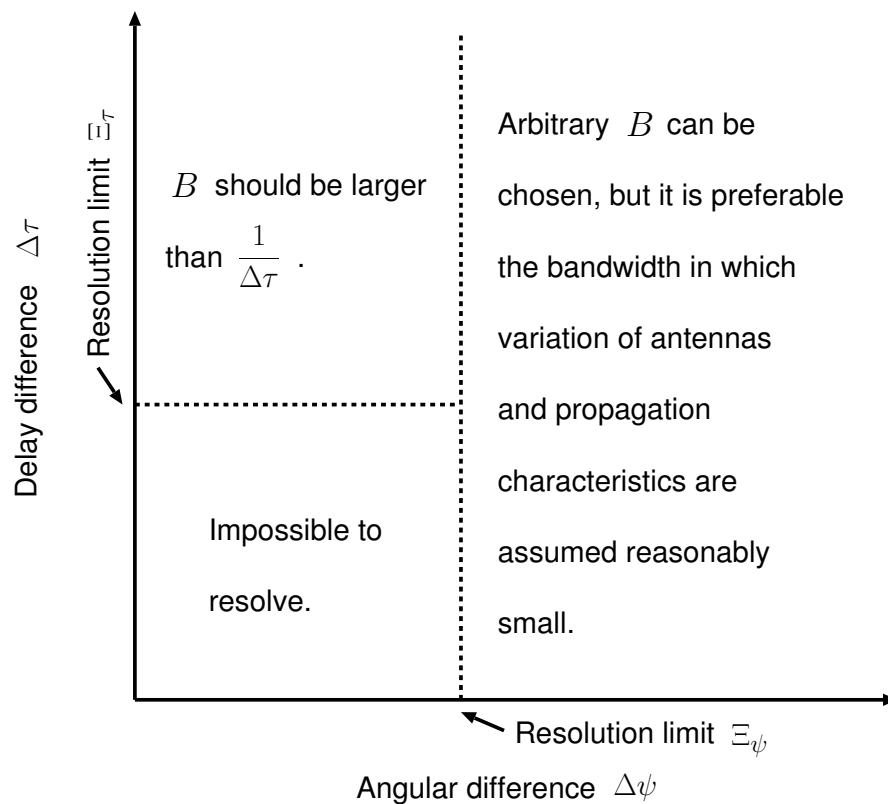 Delay difference Δτ
Resolution limit Ξτ
B should be larger
than 1/Δτ .
Arbitrary B can be
chosen, but it is preferable
the bandwidth in which
variation of antennas
and propagation
characteristics are
assumed reasonably
small.
Impossible to
resolve.
Resolution limit Ξψ
Angular difference Δψ